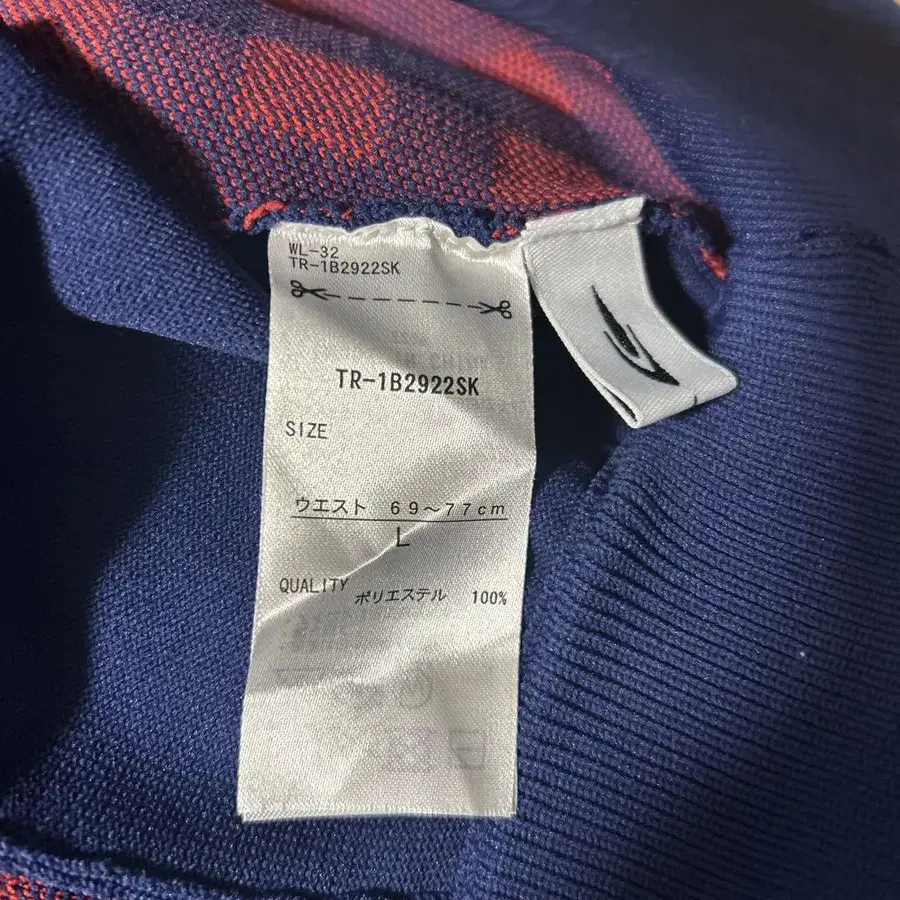 WL-32
TR-1B2922SK
TR-1B2922SK
SIZE
ウエスト 69～77cm
L
QUALITY ポリエステル 100%